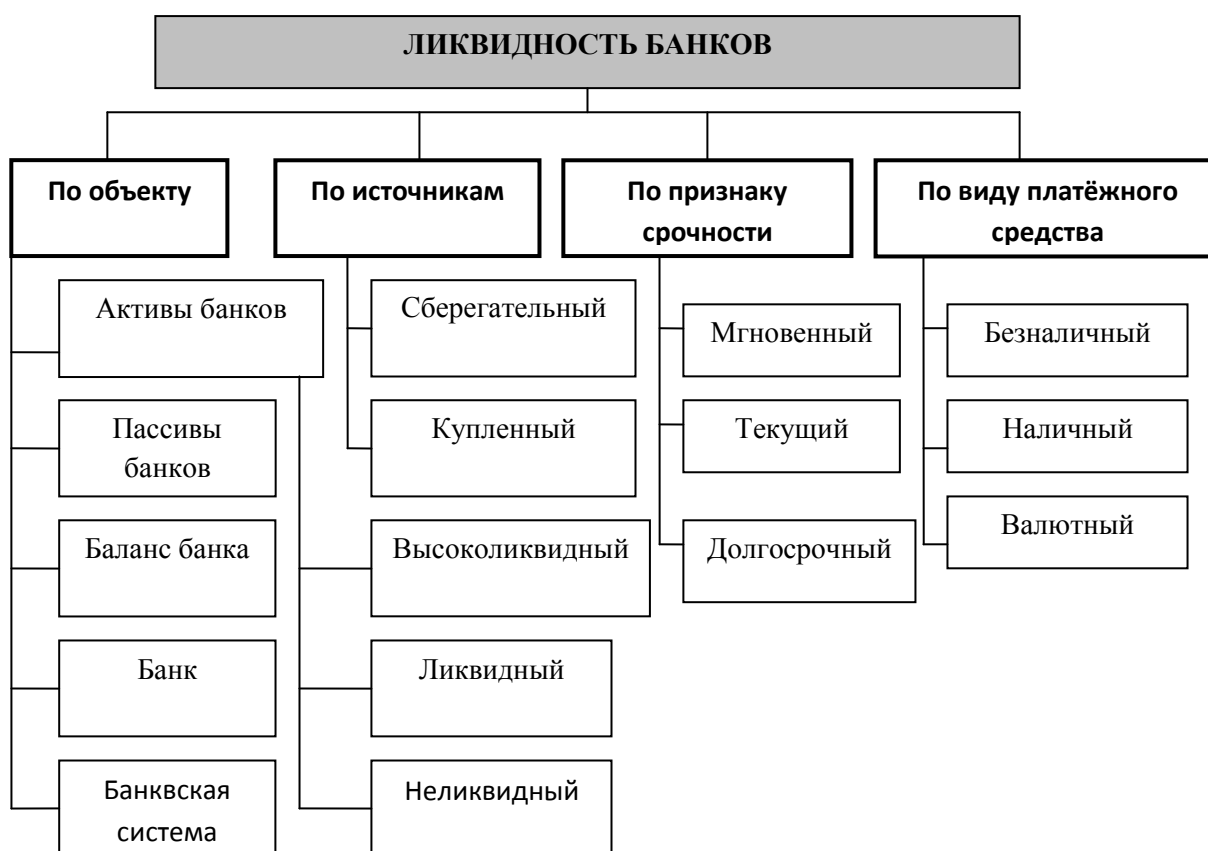 ЛИКВИДНОСТЬ БАНКОВ
По объекту
По источникам
По признаку
срочности
По виду платёжного
средства
Активы банков
Пассивы
банков
Баланс банка
Банк
Банквская
система
Сберегательный
Купленный
Высоколиквидный
Ликвидный
Неликвидный
Мгновенный
Текущий
Долгосрочный
Безналичный
Наличный
Валютный